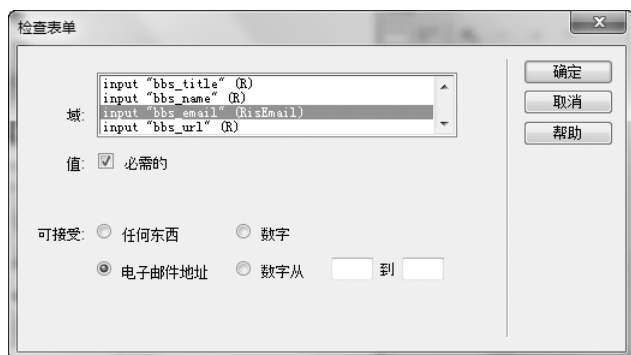 检查表单
域:
input "bbs_title" (R)
input "bbs_name" (R)
input "bbs_email" (RisEmail)
input "bbs_url" (R)
值: 必需的
可接受: 任何东西 数字
电子邮件地址 数字从 到
确定
取消
帮助